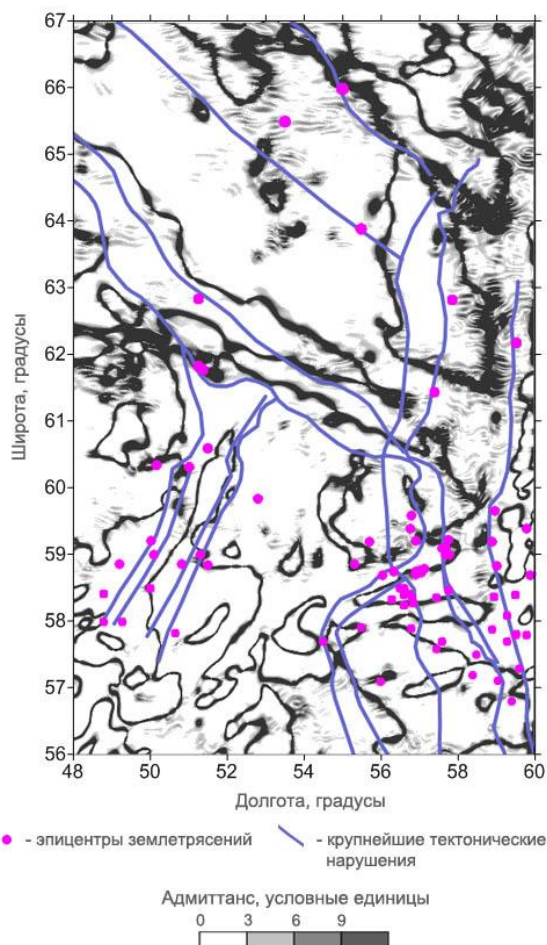 67
66
65
64
63
62
61
60
59
58
57
56
Широта, градусы
48 50 52 54 56 58 60
Долгота, градусы
- эпицентры землетрясений - крупнейшие тектонические
нарушения
Адмиттанс, условные единицы
0 3 6 9